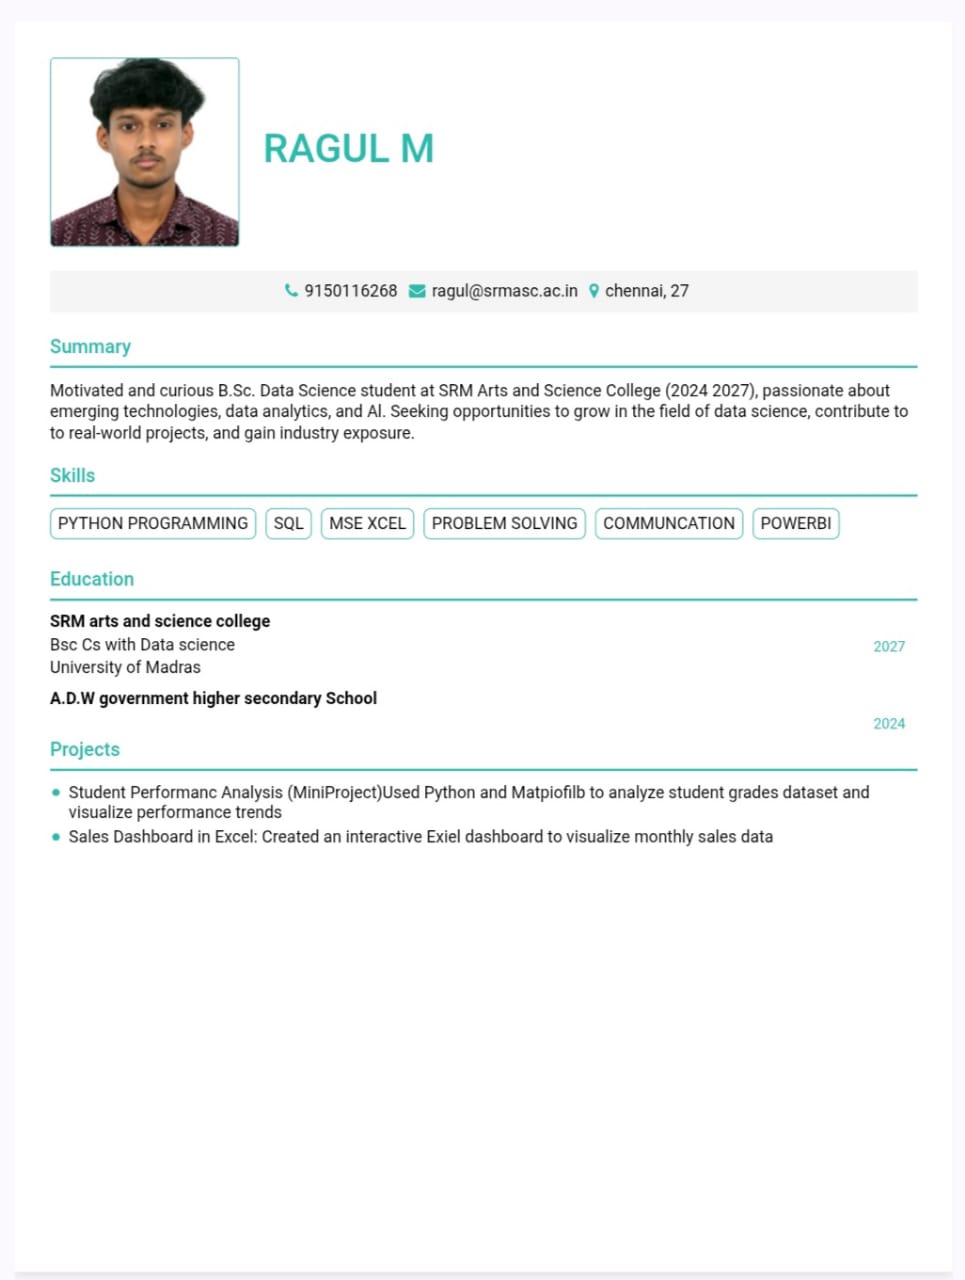 RAGUL M
9150116268 ragul@srmasc.ac.in chennai, 27
Summary
Motivated and curious B.Sc. Data Science student at SRM Arts and Science College (2024 2027), passionate about
emerging technologies, data analytics, and AI. Seeking opportunities to grow in the field of data science, contribute to
to real-world projects, and gain industry exposure.
Skills
PYTHON PROGRAMMING SQL MSE XCEL PROBLEM SOLVING COMMUNCATION POWERBI
Education
SRM arts and science college
Bsc Cs with Data science
2027
University of Madras
A.D.W government higher secondary School
2024
Projects
Student Performanc Analysis (MiniProject)Used Python and Matpiofilb to analyze student grades dataset and
visualize performance trends
Sales Dashboard in Excel: Created an interactive Exiel dashboard to visualize monthly sales data